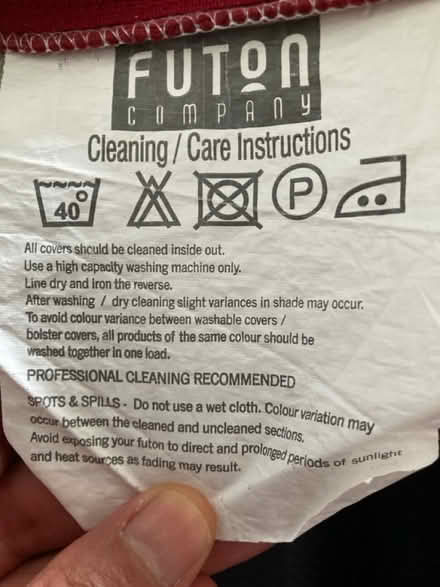 FUTON
COMPANY
Cleaning / Care Instructions
40°
P
All covers should be cleaned inside out.
Use a high capacity washing machine only.
Line dry and iron the reverse.
After washing / dry cleaning slight variances in shade may occur.
To avoid colour variance between washable covers /
bolster covers, all products of the same colour should be
washed together in one load.
PROFESSIONAL CLEANING RECOMMENDED
SPOTS & SPILLS - Do not use a wet cloth. Colour variation may
occur between the cleaned and uncleaned sections.
Avoid exposing your futon to direct and prolonged periods of sunlight
and heat sources as fading may result.